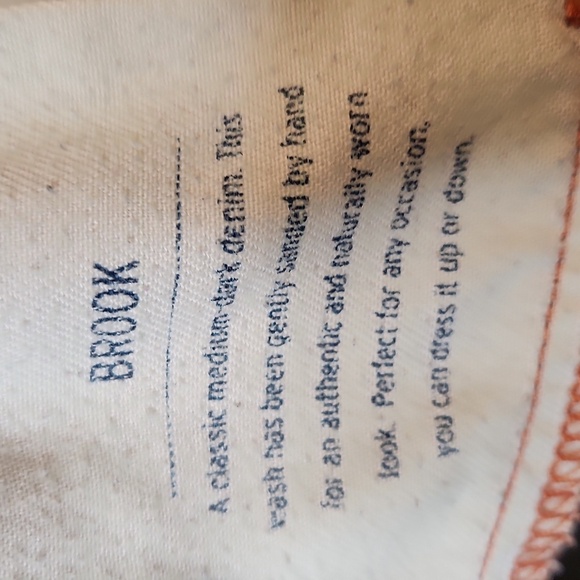 BROOK
A classic medium-dark denim. This
wash has been gently sanded by hand
for an authentic and naturally worn
look. Perfect for any occasion,
you can dress it up or down.